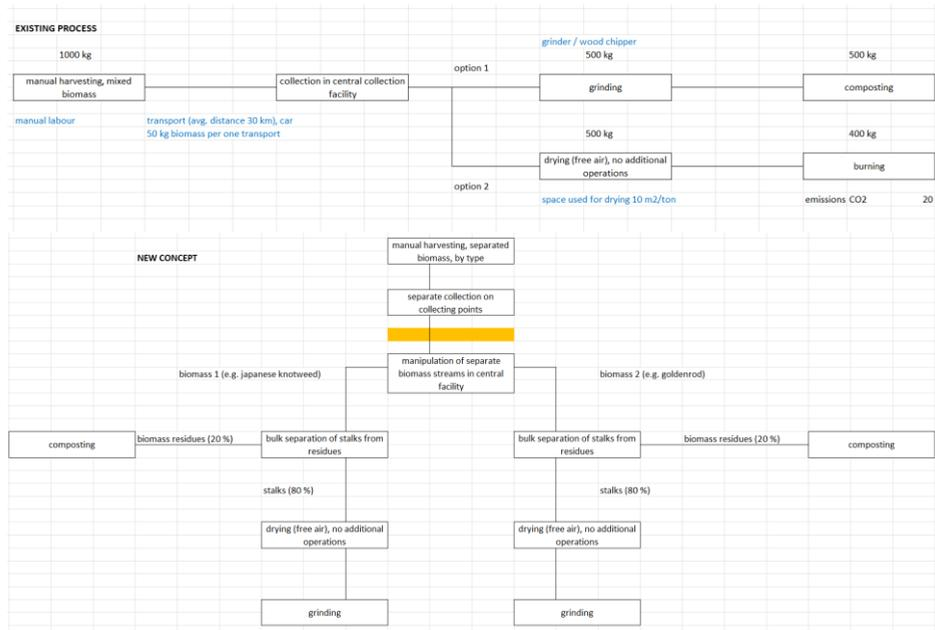 EXISTING PROCESS
grinder / wood chipper
1000 kg
500 kg
500 kg
option 1
manual harvesting, mixed
biomass
collection in central collection
facility
grinding
composting
manual labour
transport (avg. distance 30 km), car
50 kg biomass per one transport
500 kg
400 kg
drying (free air), no additional
operations
burning
option 2
space used for drying 10 m2/ton
emissions CO2
20
NEW CONCEPT
manual harvesting, separated
biomass, by type
separate collection on
collecting points
manipulation of separate
biomass streams in central
facility
biomass 1 (e.g. japanese knotweed)
biomass 2 (e.g. goldenrod)
composting
biomass residues (20 %)
bulk separation of stalks from
residues
bulk separation of stalks from
residues
biomass residues (20 %)
composting
stalks (80 %)
stalks (80 %)
drying (free air), no additional
operations
drying (free air), no additional
operations
grinding
grinding